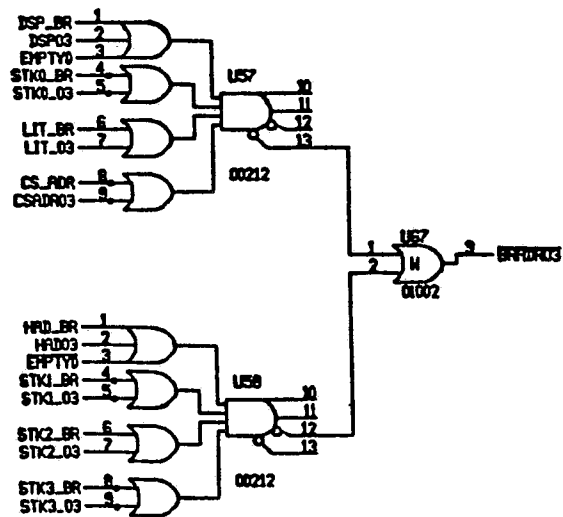 DSP_BR 1
DSP03 2
EMPTY0 3
STK0_BR 4
STK0_03 5
LIT_BR 6
LIT_03 7
CS_ADR 8
CSADR03 9
U57
10
11
12
13
00212
U67
1
2
W
9
BRADR03
01002
HAD_BR 1
HAD03 2
EMPTY0 3
STK1_BR 4
STK1_03 5
STK2_BR 6
STK2_03 7
STK3_BR 8
STK3_03 9
U58
10
11
12
13
00212